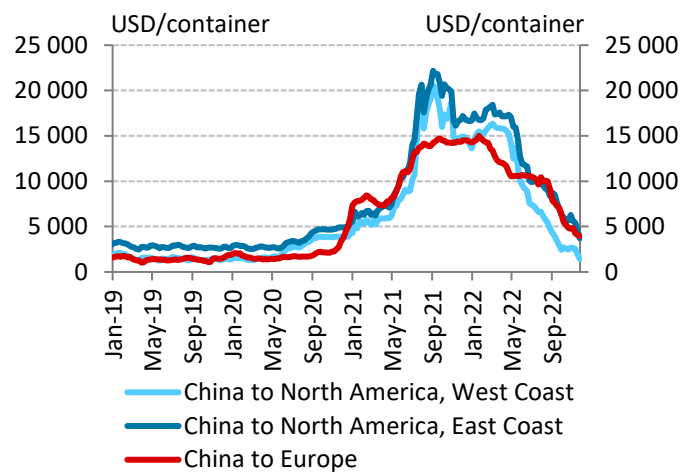 USD/container USD/container
25 000 25 000
20 000 20 000
15 000 15 000
10 000 10 000
5 000 5 000
0 0
Jan-19 May-19 Sep-19 Jan-20 May-20 Sep-20 Jan-21 May-21 Sep-21 Jan-22 May-22 Sep-22
China to North America, West Coast
China to North America, East Coast
China to Europe